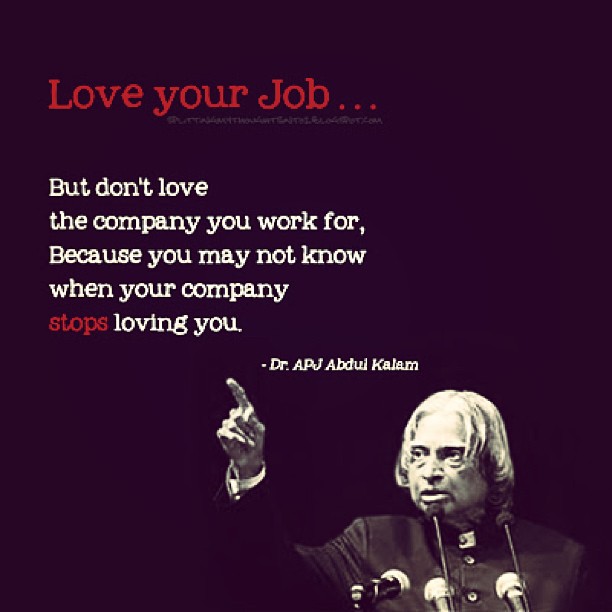 Love your Job...
But don't love
the company you work for,
Because you may not know
when your company
stops loving you.
- Dr. APJ Abdul Kalam